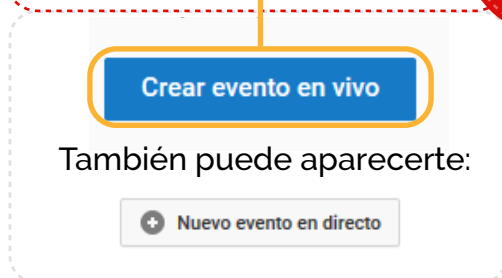 Crear evento en vivo
También puede aparecerte:
Nuevo evento en directo